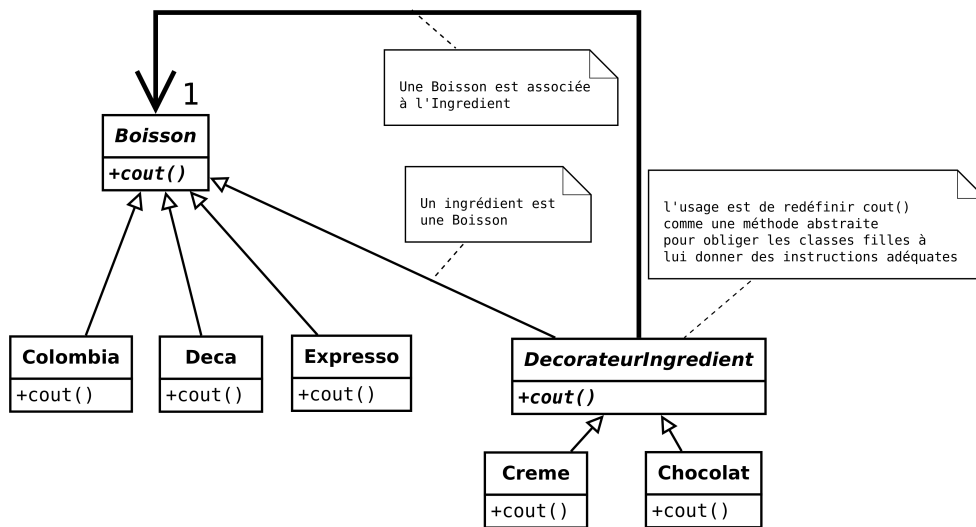 Une Boisson est associée
à l'Ingredient
1
Boisson
+cout()
Un ingrédient est
une Boisson
l'usage est de redéfinir cout()
comme une méthode abstraite
pour obliger les classes filles à
lui donner des instructions adéquates
Colombia
+cout()
Deca
+cout()
Expresso
+cout()
DecorateurIngredient
+cout()
Creme
+cout()
Chocolat
+cout()